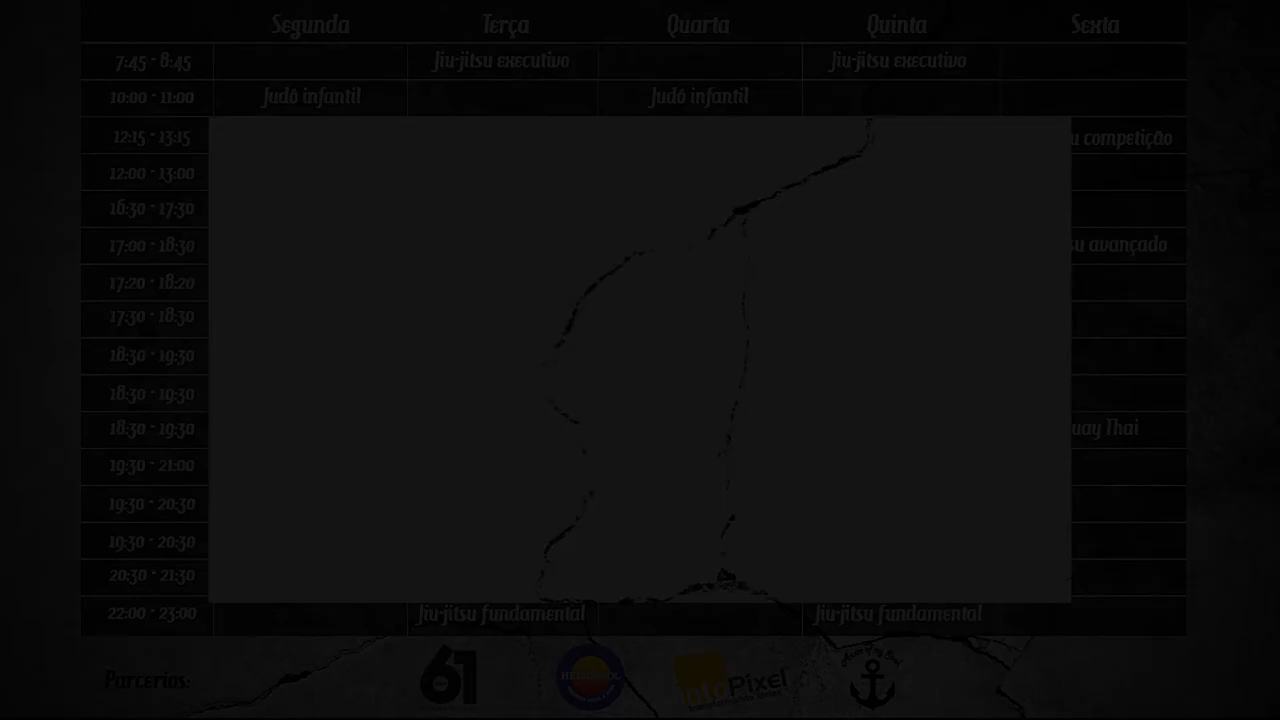 Segunda Terça Quarta Quinta Sexta
7:45 - 8:45 Jiu-jitsu executivo Jiu-jitsu executivo
10:00 - 11:00 Judô infantil Judô infantil
12:15 - 13:15 u competição
12:00 - 13:00
16:30 - 17:30
17:00 - 18:30 su avançado
17:20 - 18:20
17:30 - 18:30
18:30 - 19:30
18:30 - 19:30
18:30 - 19:30 uay Thai
19:30 - 21:00
19:30 - 20:30
19:30 - 20:30
20:30 - 21:30
22:00 - 23:00 Jiu-jitsu fundamental Jiu-jitsu fundamental
Parcerias: 61 intoPíxel